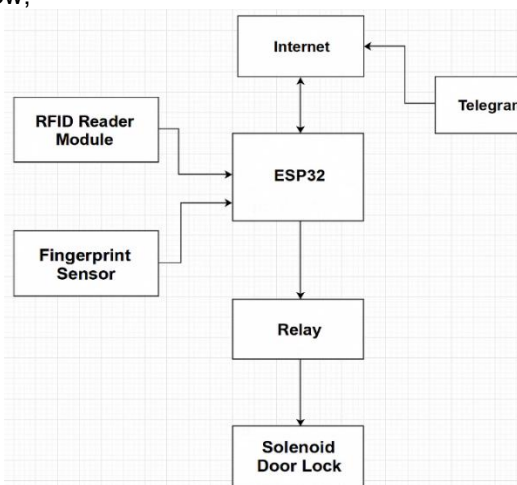 Internet
Telegram
RFID Reader
Module
ESP32
Fingerprint
Sensor
Relay
Solenoid
Door Lock